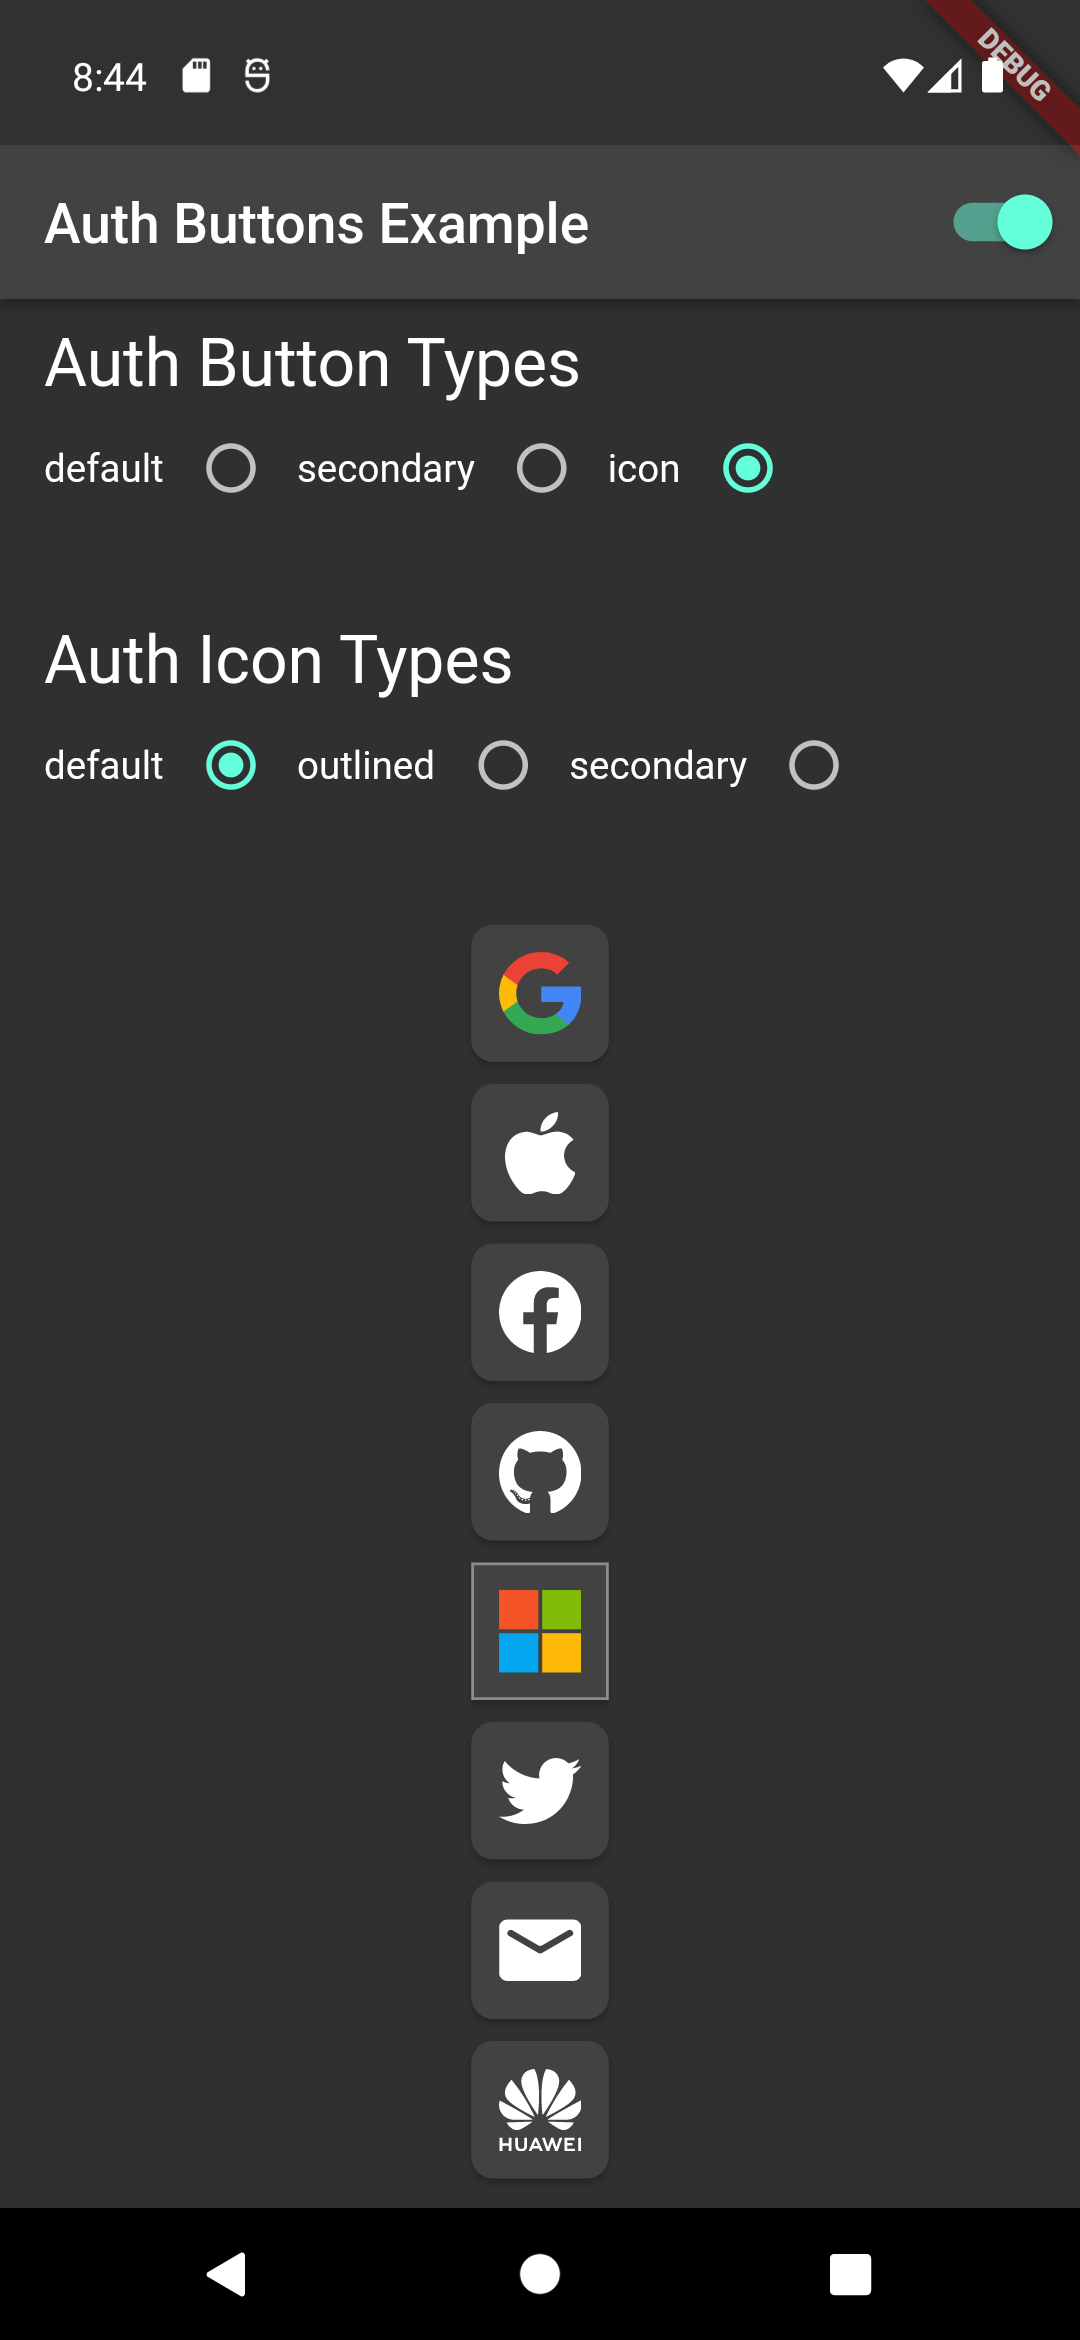 8:44
DEBUG
Auth Buttons Example
Auth Button Types
default secondary icon
Auth Icon Types
default outlined secondary
HUAWEI